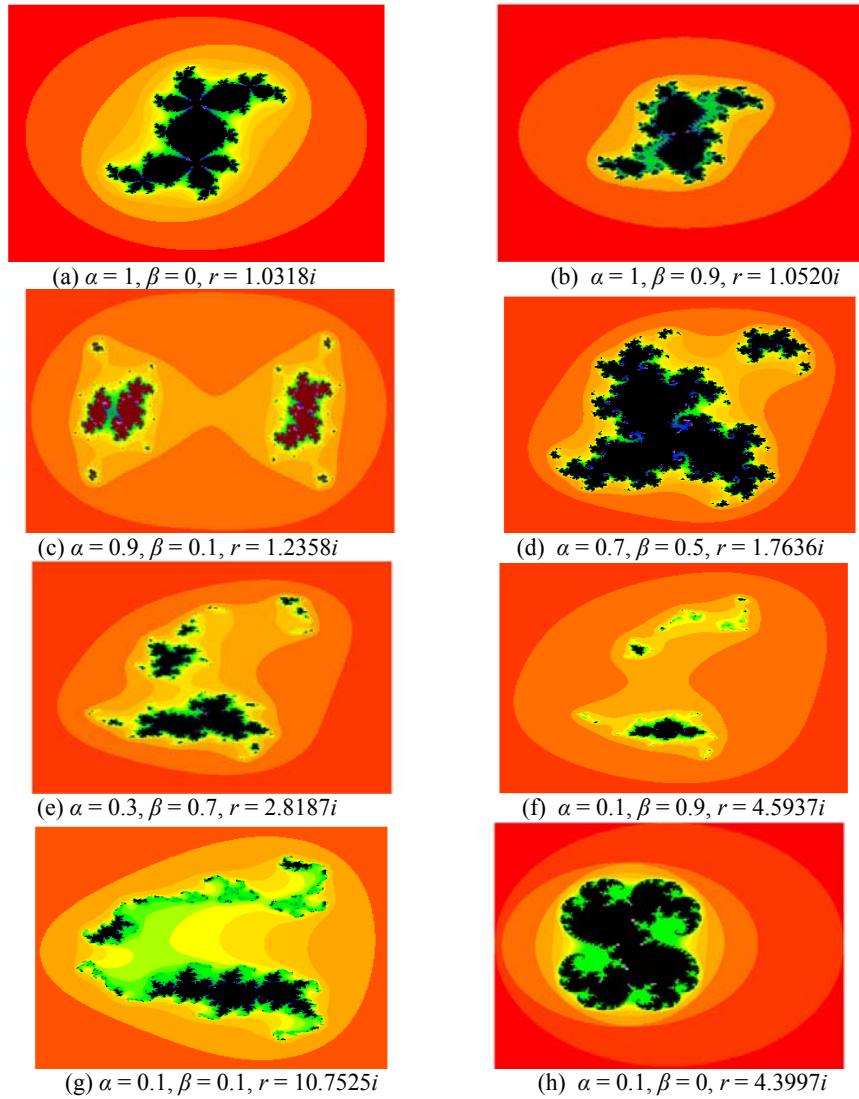 (a) α = 1, β = 0, r = 1.0318i
(b) α = 1, β = 0.9, r = 1.0520i
(c) α = 0.9, β = 0.1, r = 1.2358i
(d) α = 0.7, β = 0.5, r = 1.7636i
(e) α = 0.3, β = 0.7, r = 2.8187i
(f) α = 0.1, β = 0.9, r = 4.5937i
(g) α = 0.1, β = 0.1, r = 10.7525i
(h) α = 0.1, β = 0, r = 4.3997i